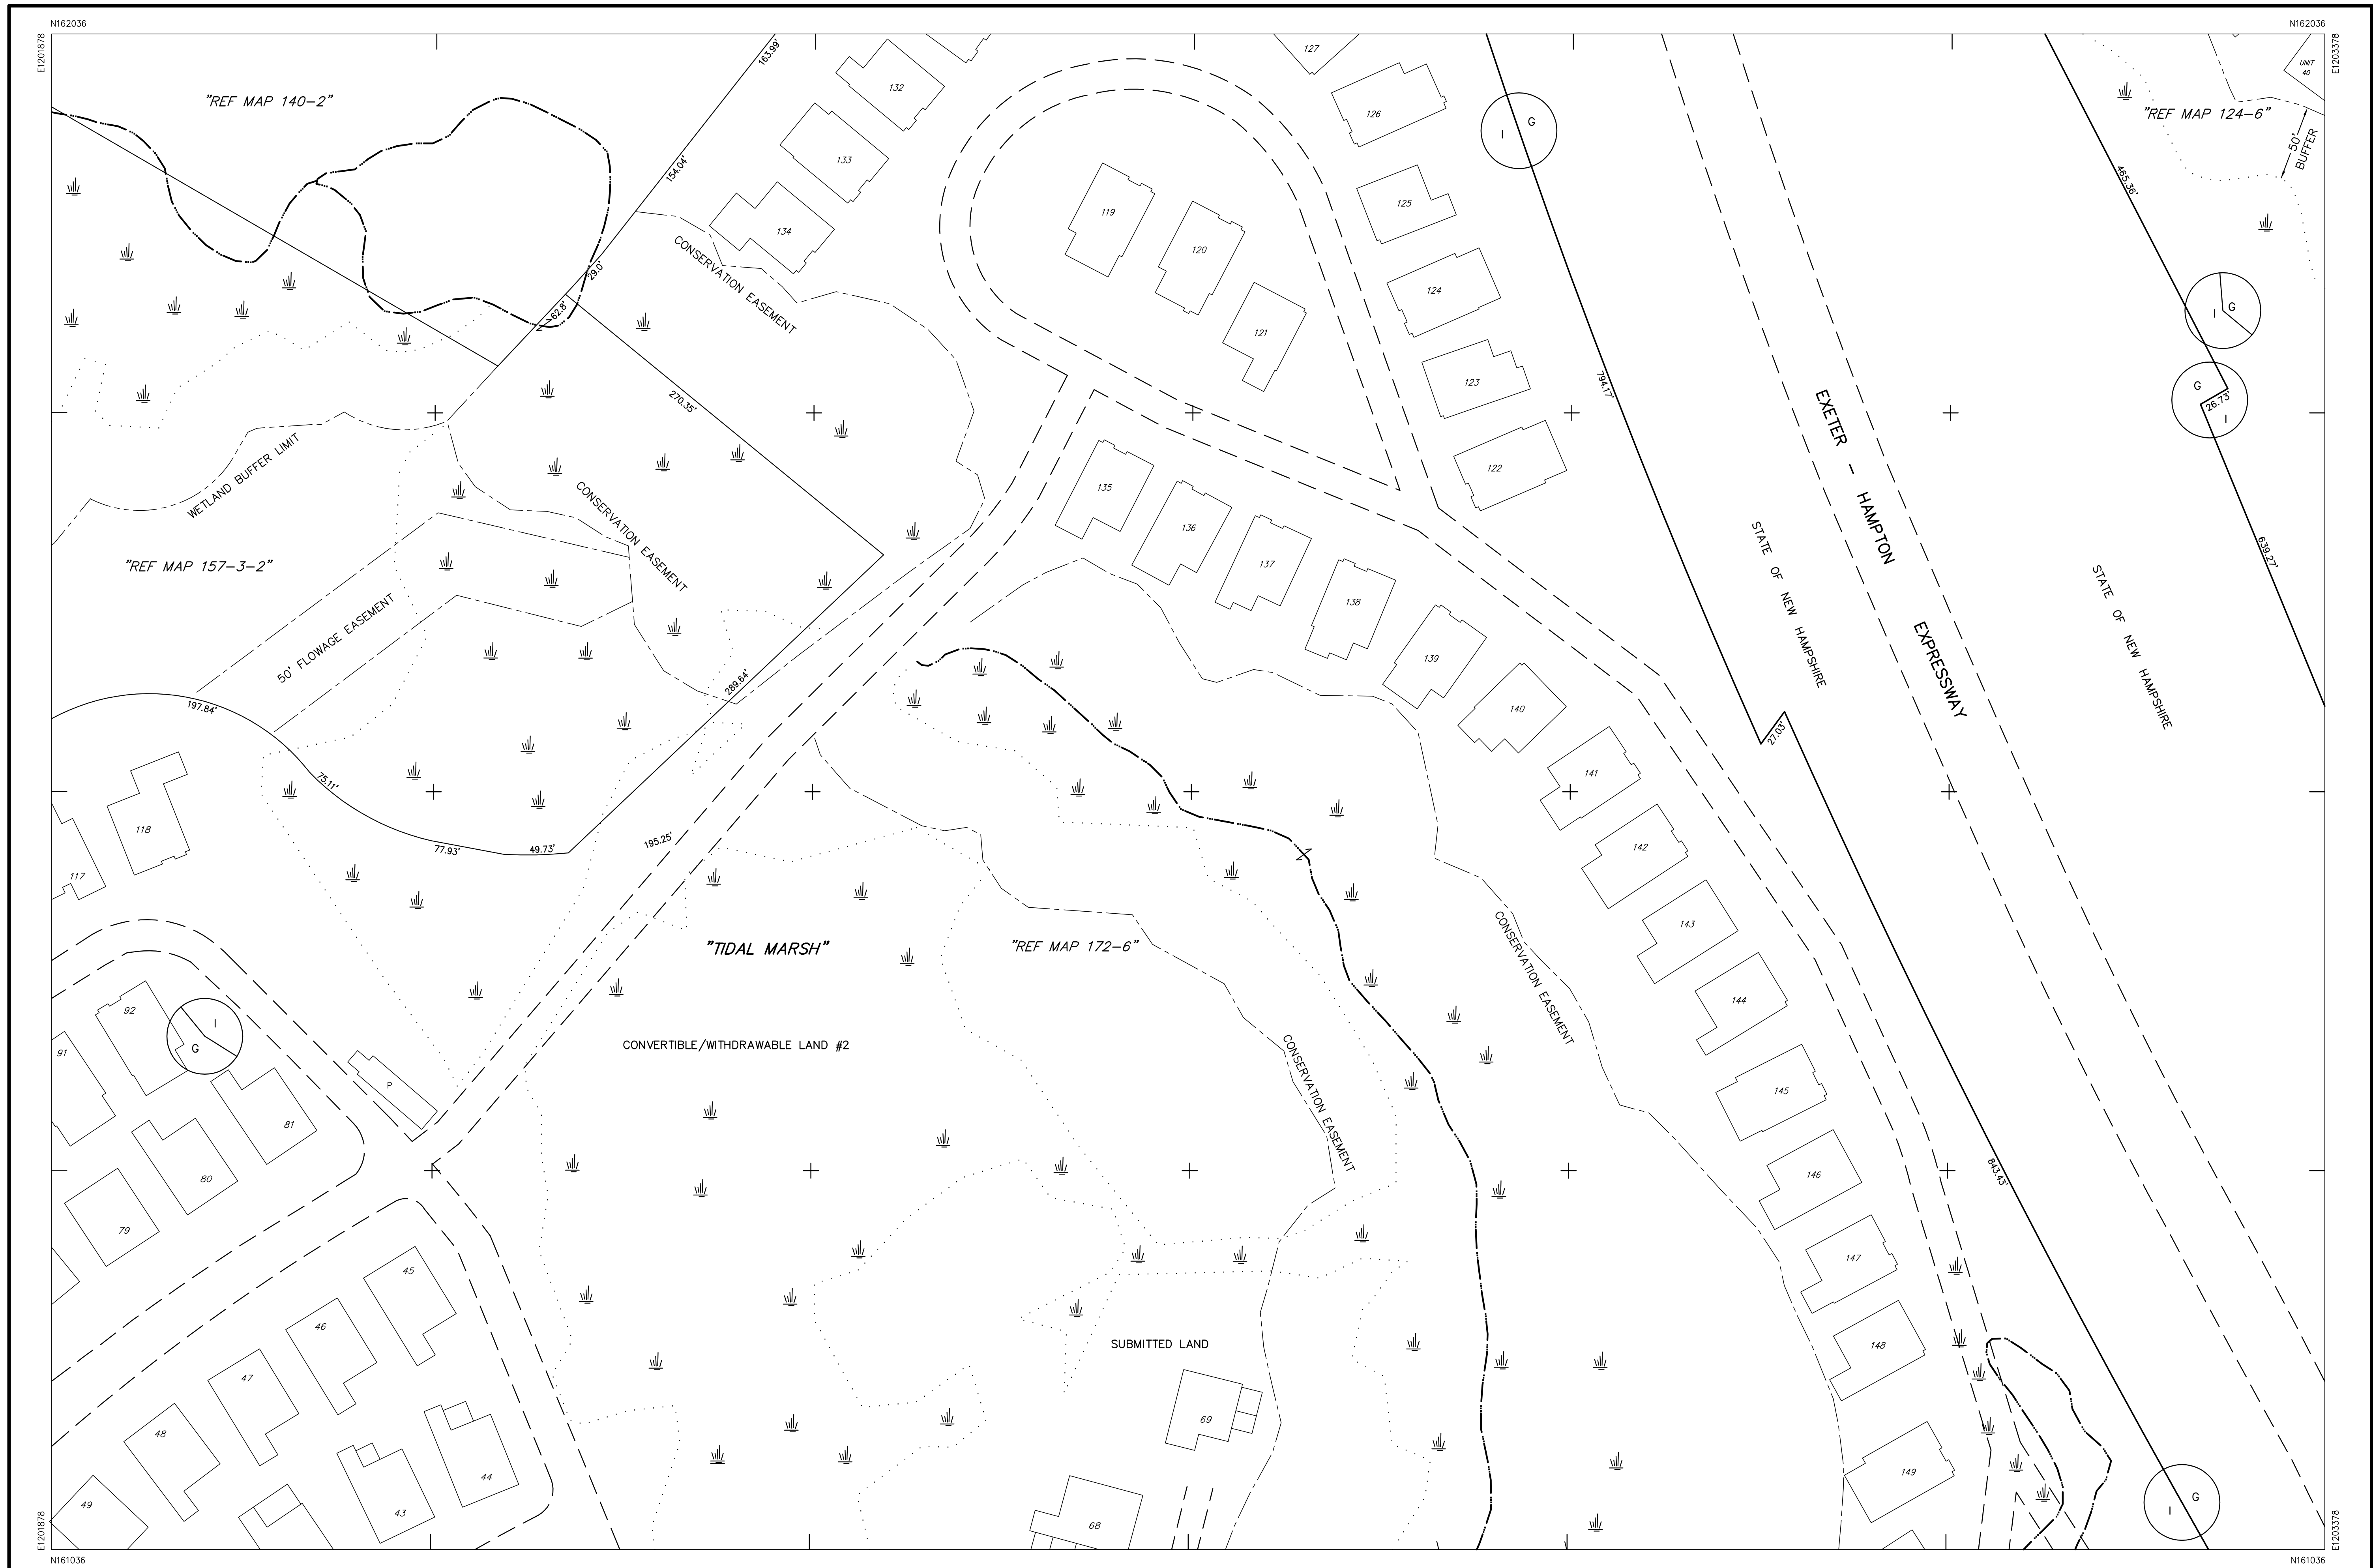 N162036
N162036
E1201878
E1203378
"REF MAP 140-2"
163.99'
132
133
134
154.04'
29.0'
62.8'
CONSERVATION EASEMENT
127
126
125
124
123
122
119
120
121
I G
794.17'
EXETER - HAMPTON EXPRESSWAY
STATE OF NEW HAMPSHIRE
STATE OF NEW HAMPSHIRE
465.36'
UNIT
40
"REF MAP 124-6"
50'
BUFFER
I G
G
26.73'
I
639.27'
270.35'
WETLAND BUFFER LIMIT
CONSERVATION EASEMENT
"REF MAP 157-3-2"
50' FLOWAGE EASEMENT
197.84'
75.11'
77.93'
49.73'
289.64'
195.25'
135
136
137
138
139
140
141
142
143
144
145
146
147
148
149
27.03'
843.43'
118
117
"TIDAL MARSH"
"REF MAP 172-6"
CONVERTIBLE/WITHDRAWABLE LAND #2
CONSERVATION EASEMENT
CONSERVATION EASEMENT
92
I
G
91
81
80
79
P
45
46
47
48
49
44
43
SUBMITTED LAND
69
68
I G
E1201878
E1203378
N161036
N161036